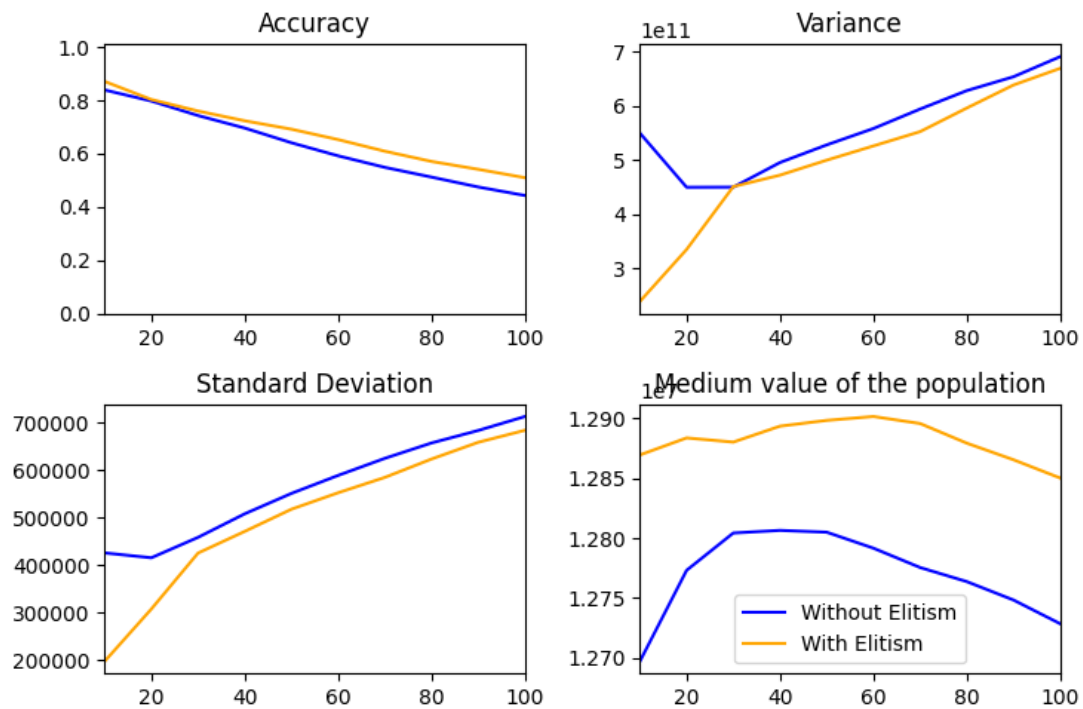 Accuracy
1.0
0.8
0.6
0.4
0.2
0.0
20 40 60 80 100
Variance
1e11
7
6
5
4
3
20 40 60 80 100
Standard Deviation
700000
600000
500000
400000
300000
200000
20 40 60 80 100
Medium value of the population
1e7
1.290
1.285
1.280
1.275
1.270
Without Elitism
With Elitism
20 40 60 80 100